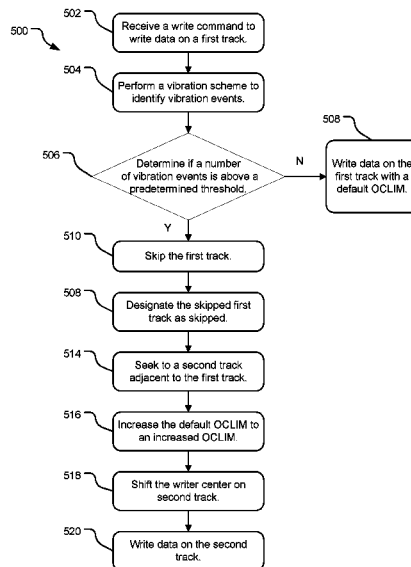 500
502
Receive a write command to
write data on a first track.
504
Perform a vibration scheme to
identify vibration events.
506
Determine if a number
of vibration events is above a
predetermined threshold.
N
508
Write data on the
first track with a
default OCLIM.
Y
510
Skip the first track.
508
Designate the skipped first
track as skipped.
514
Seek to a second track
adjacent to the first track.
516
Increase the default OCLIM to
an increased OCLIM.
518
Shift the writer center on
second track.
520
Write data on the second
track.